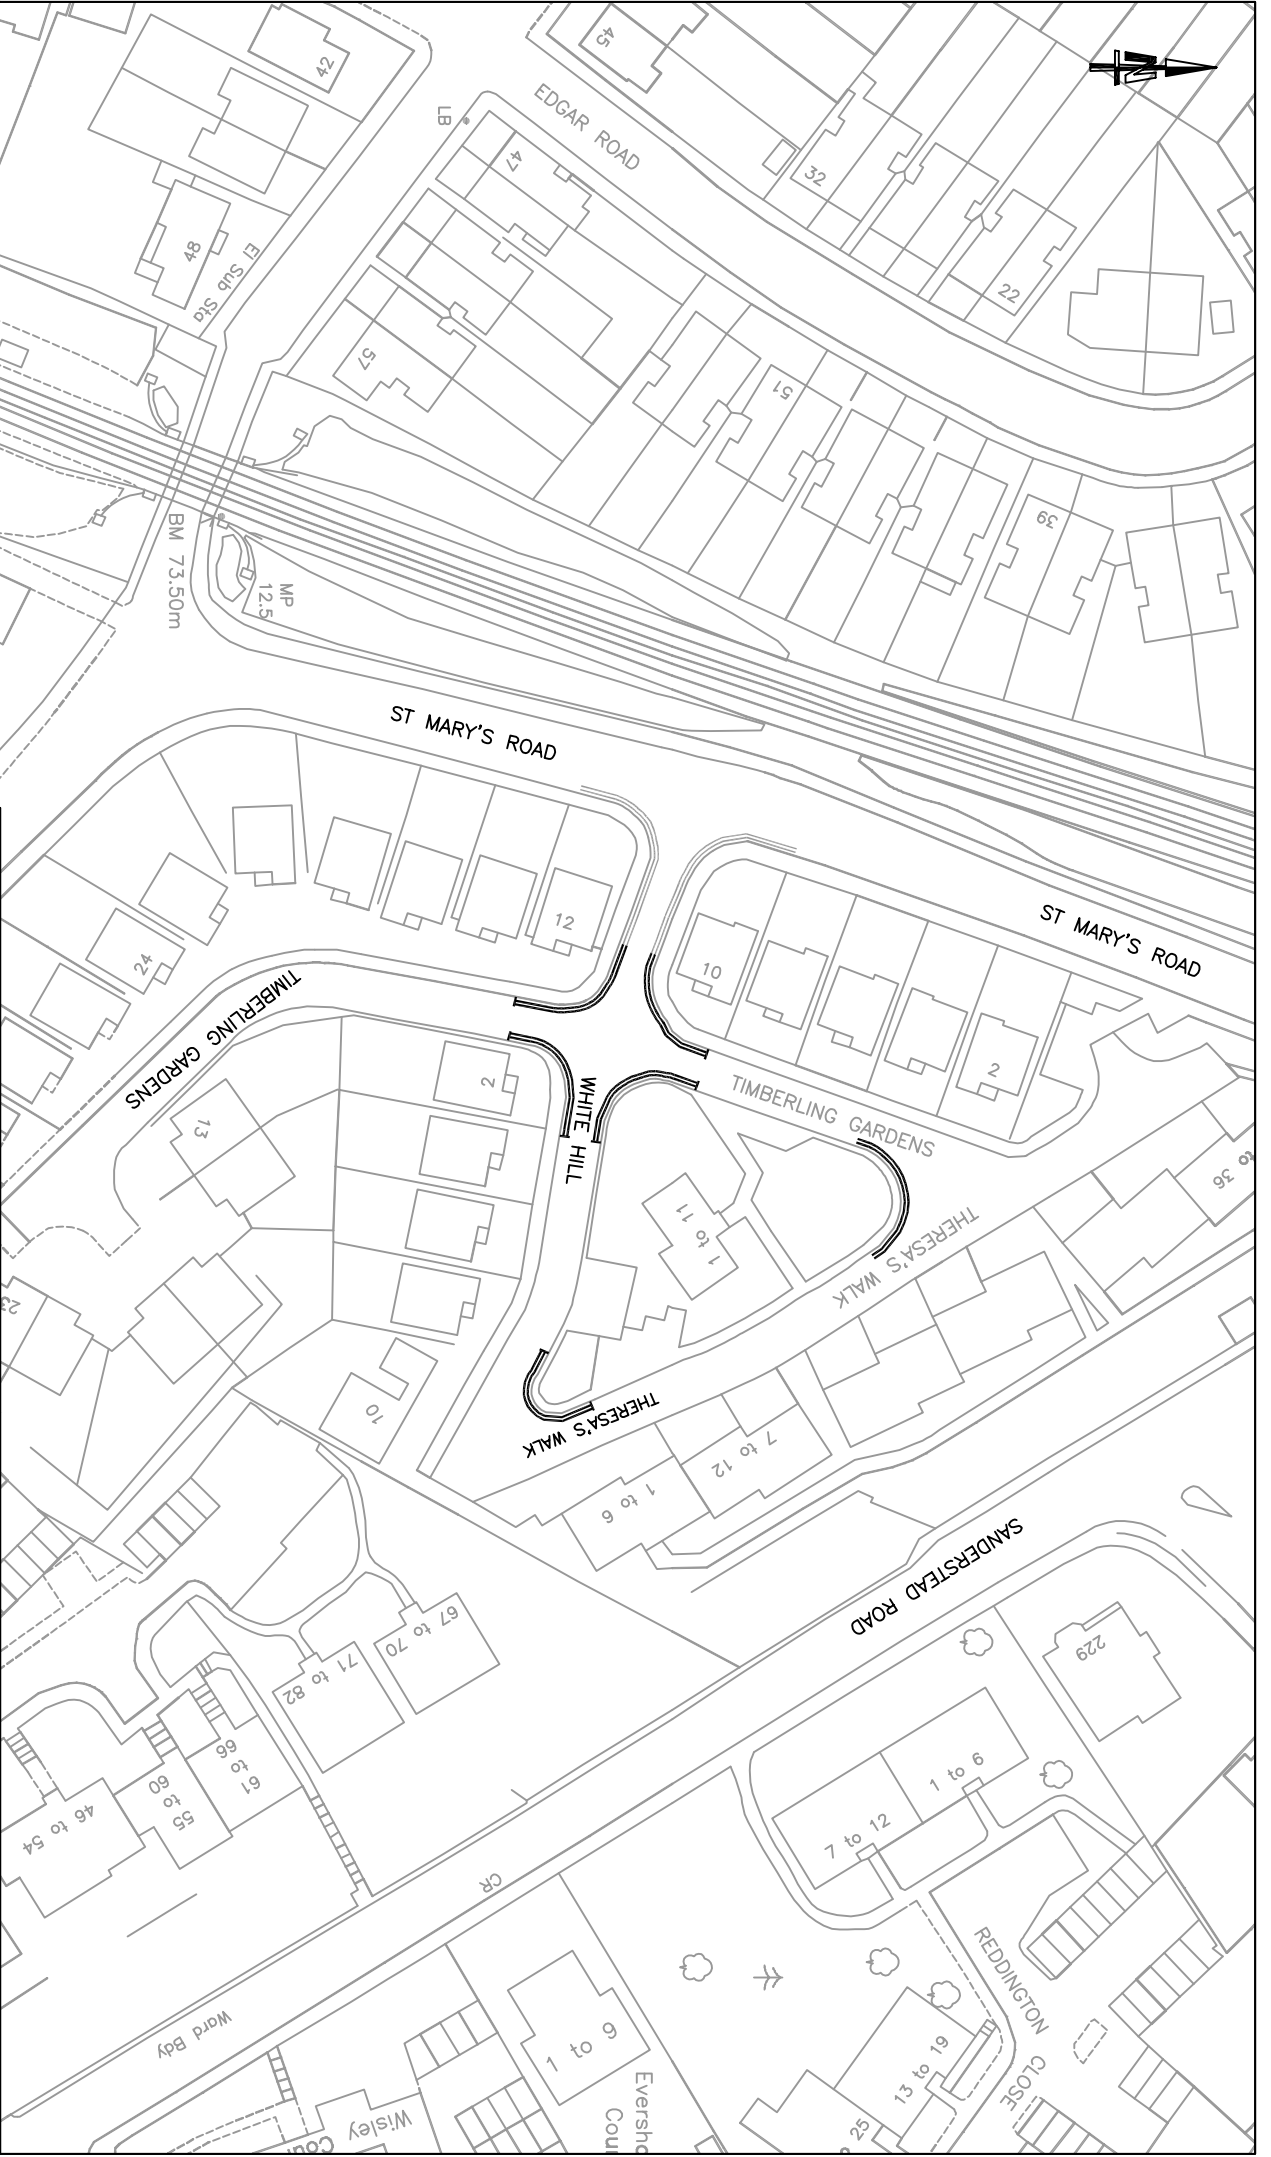 42
45
EDGAR ROAD
N
LB
47
32
48
El Sub Sta
22
57
51
39
BM 73.50m
MP
12.5
ST MARY'S ROAD
12
ST MARY'S ROAD
24
10
TIMBERLING GARDENS
2
2
WHITE HILL
TIMBERLING GARDENS
13
1 to 11
to 36
THERESA'S WALK
23
10
THERESA'S WALK
7 to 12
1 to 6
SANDERSTEAD ROAD
67 to 70
71 to 82
229
61
to
66
55
to
60
46 to 54
1 to 6
7 to 12
CR
REDDINGTON CLOSE
Ward Bdy
1 to 9
13 to 19
Wisley
25